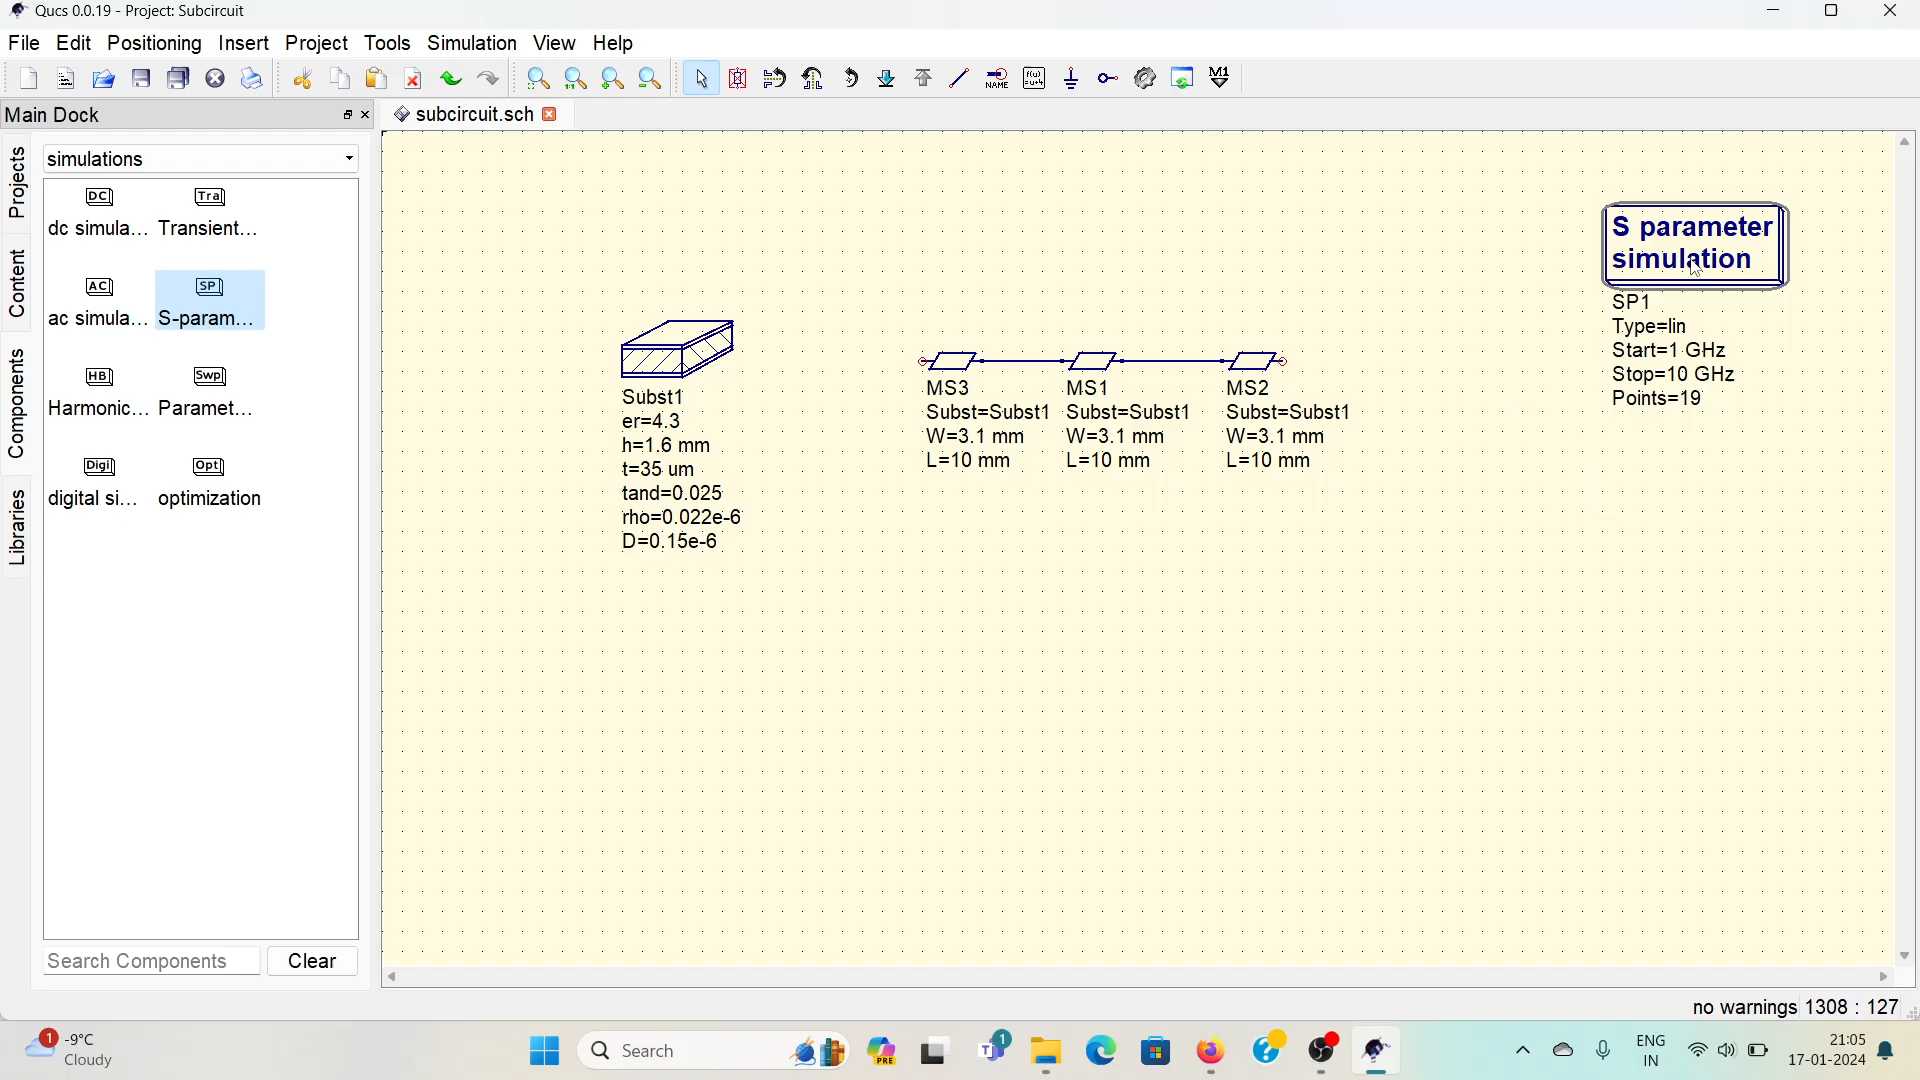 Qucs 0.0.19 - Project: Subcircuit
File Edit Positioning Insert Project Tools Simulation View Help
NAME
f(u)
=u+4
M1
Main Dock
subcircuit.sch
Projects
Content
Components
Libraries
simulations
DC
Tra
dc simula... Transient...
AC
SP
ac simula... S-param...
HB
Swp
Harmonic... Paramet...
Digi
Opt
digital si... optimization
Search Components
Clear
Subst1
er=4.3
h=1.6 mm
t=35 um
tand=0.025
rho=0.022e-6
D=0.15e-6
MS3
Subst=Subst1
W=3.1 mm
L=10 mm
MS1
Subst=Subst1
W=3.1 mm
L=10 mm
MS2
Subst=Subst1
W=3.1 mm
L=10 mm
S parameter
simulation
SP1
Type=lin
Start=1 GHz
Stop=10 GHz
Points=19
no warnings 1308 : 127
1
-9°C
Cloudy
Search
PRE
1
ENG
IN
21:05
17-01-2024